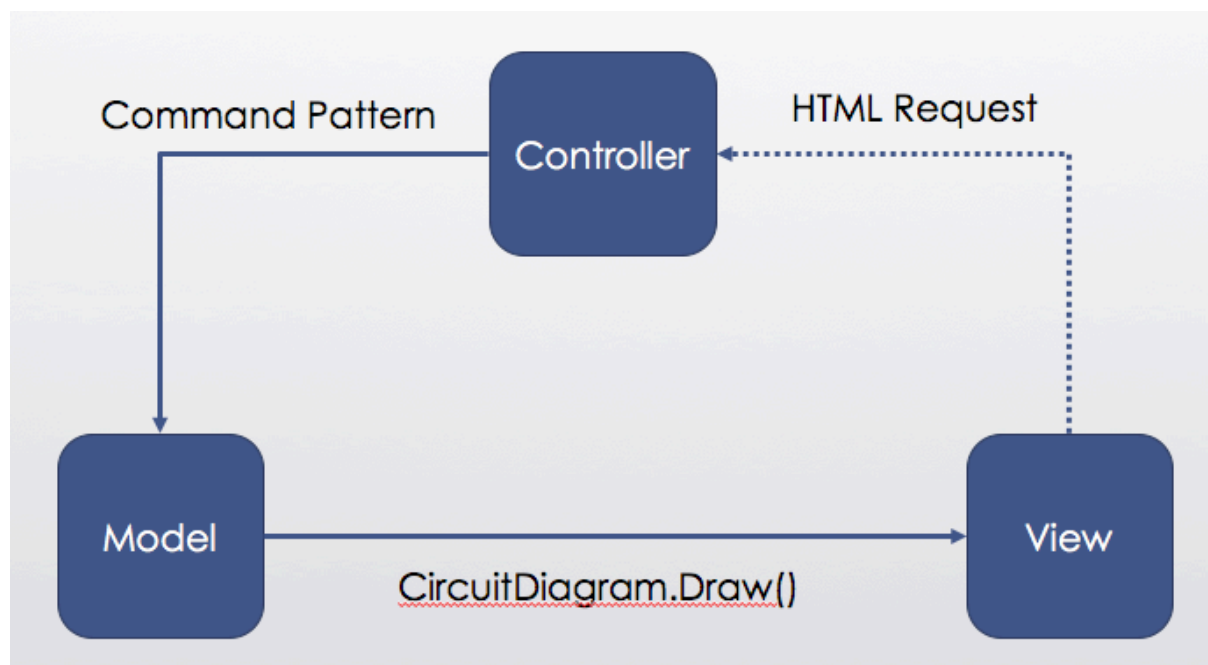 Command Pattern
HTML Request
Controller
Model
View
CircuitDiagram.Draw()